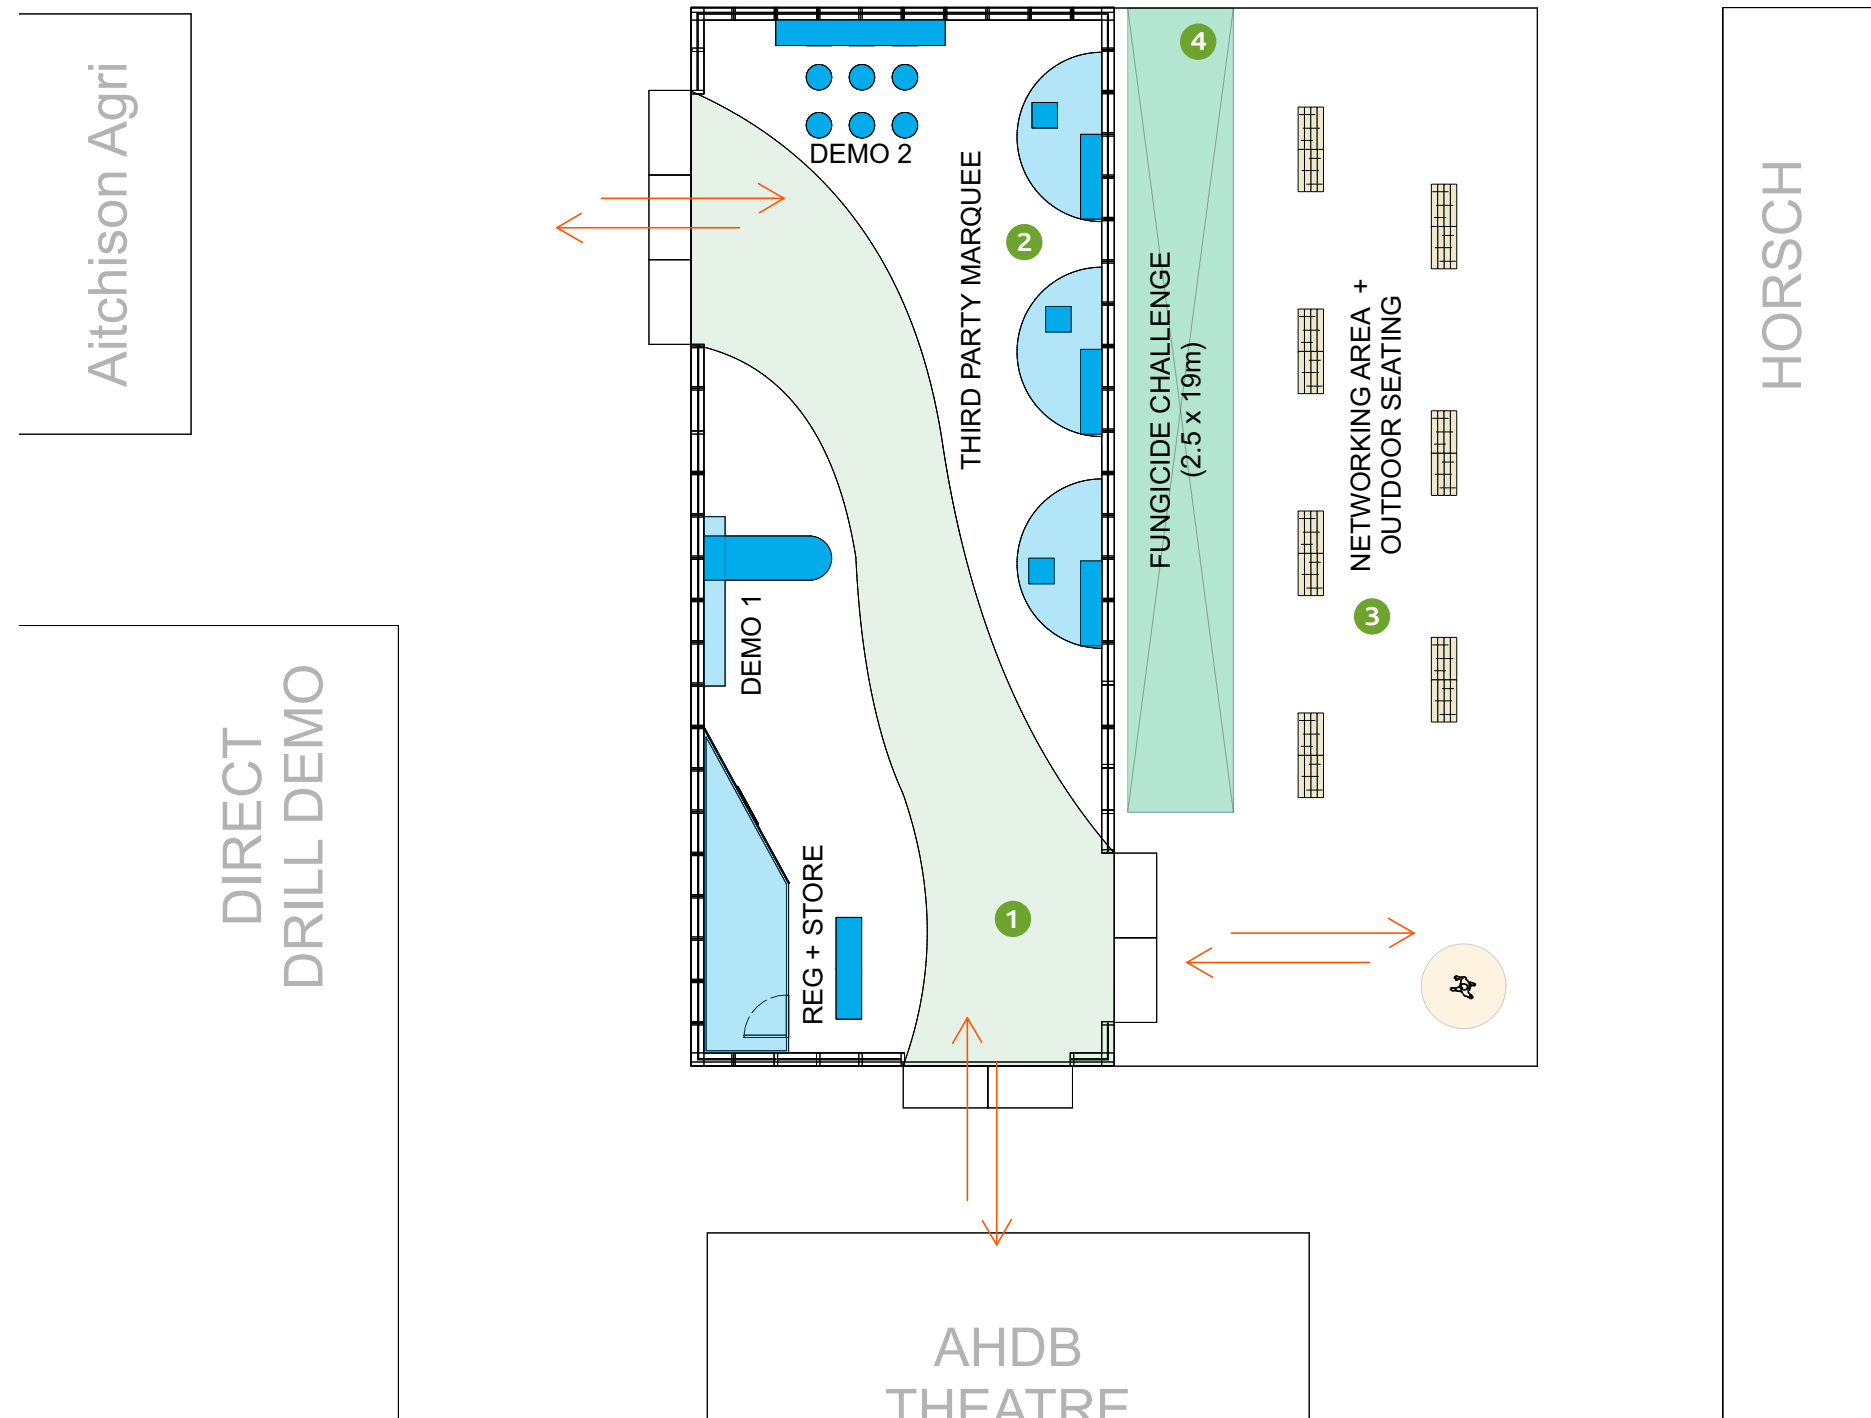 Aitchison Agri
DIRECT
DRILL DEMO
DEMO 2
THIRD PARTY MARQUEE
2
4
FUNGICIDE CHALLENGE
(2.5 x 19m)
NETWORKING AREA +
OUTDOOR SEATING
3
HORSCH
DEMO 1
REG + STORE
1
AHDB
THEATRE